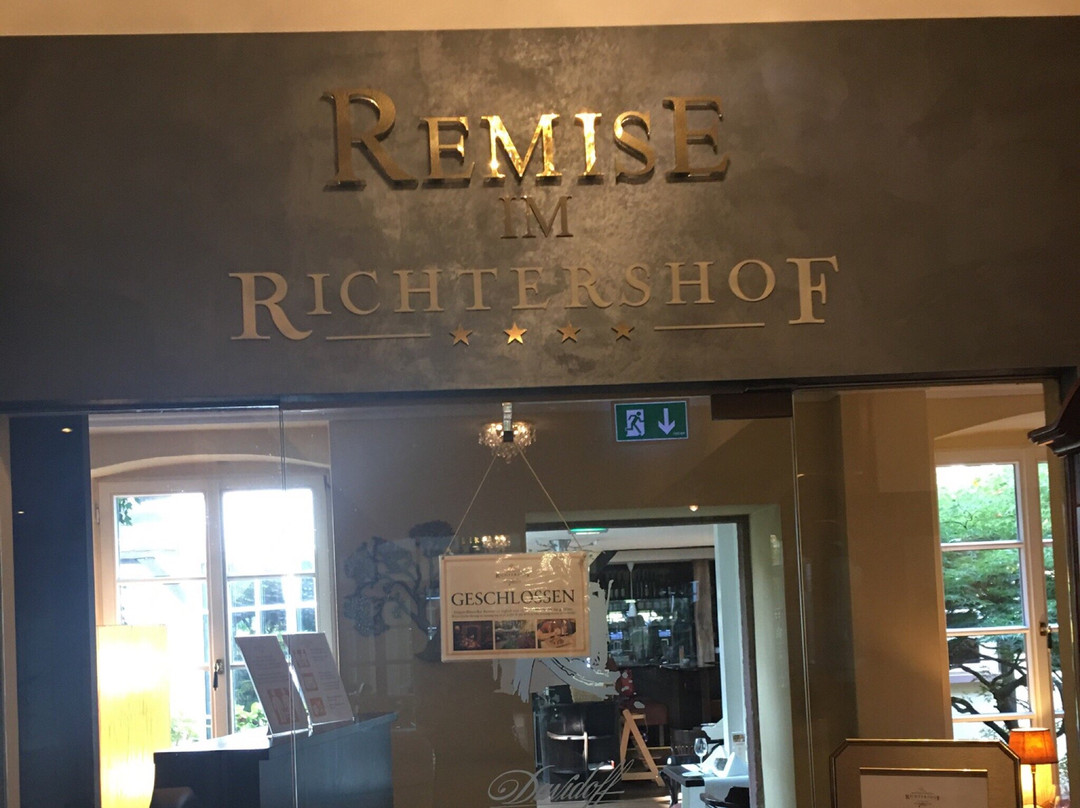 REMISE
IM
RICHTERSHOF
GESCHLOSSEN
Davidoff